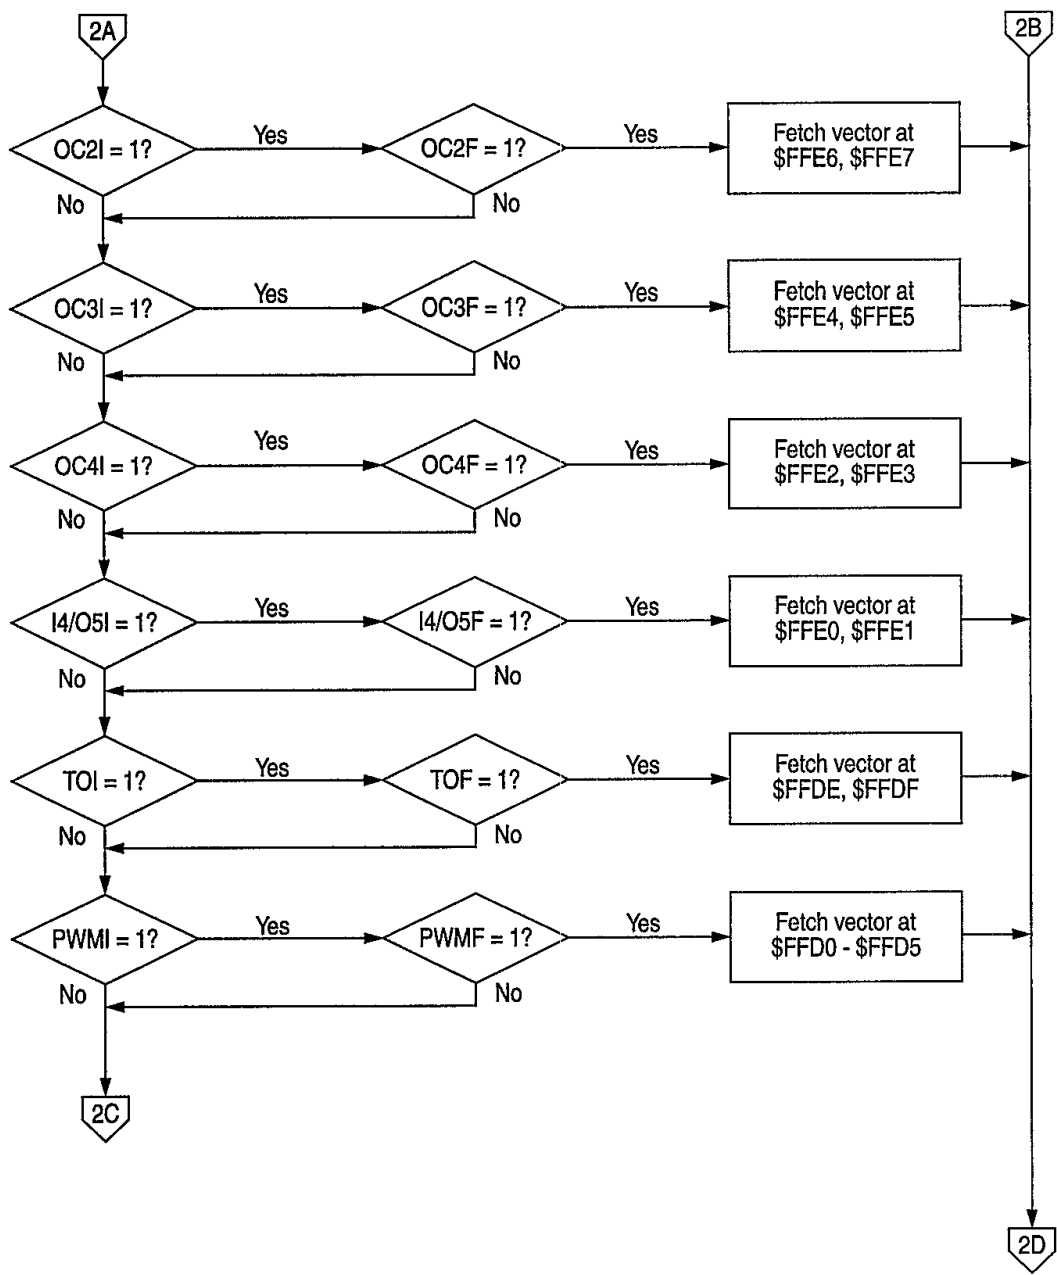 2A
2B
OC2I = 1?
Yes
OC2F = 1?
Yes
Fetch vector at
$FFE6, $FFE7
No
No
OC3I = 1?
Yes
OC3F = 1?
Yes
Fetch vector at
$FFE4, $FFE5
No
No
OC4I = 1?
Yes
OC4F = 1?
Yes
Fetch vector at
$FFE2, $FFE3
No
No
I4/O5I = 1?
Yes
I4/O5F = 1?
Yes
Fetch vector at
$FFE0, $FFE1
No
No
TOI = 1?
Yes
TOF = 1?
Yes
Fetch vector at
$FFDE, $FFDF
No
No
PWMI = 1?
Yes
PWMF = 1?
Yes
Fetch vector at
$FFD0 - $FFD5
No
No
2C
2D